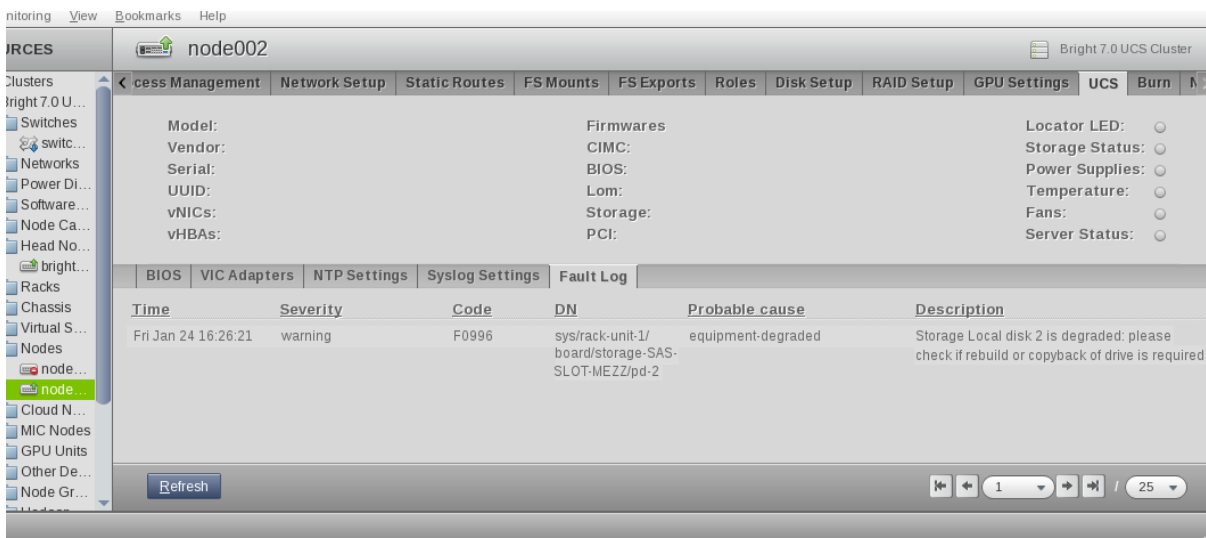 nitoring View Bookmarks Help
node002
Bright 7.0 UCS Cluster
cess Management Network Setup Static Routes FS Mounts FS Exports Roles Disk Setup RAID Setup GPU Settings UCS Burn
Clusters
Bright 7.0 U...
Switches
switc...
Networks
Power Di...
Software...
Node Ca...
Head No...
bright...
Racks
Chassis
Virtual S...
Nodes
node...
node...
Cloud N...
MIC Nodes
GPU Units
Other De...
Node Gr...
Model:
Vendor:
Serial:
UUID:
vNICs:
vHBAs:
Firmwares
CIMC:
BIOS:
Lom:
Storage:
PCI:
Locator LED:
Storage Status:
Power Supplies:
Temperature:
Fans:
Server Status:
BIOS VIC Adapters NTP Settings Syslog Settings Fault Log
Time Severity Code DN Probable cause Description
Fri Jan 24 16:26:21 warning F0996 sys/rack-unit-1/ equipment-degraded Storage Local disk 2 is degraded: please
board/storage-SAS- check if rebuild or copyback of drive is required
SLOT-MEZZ/pd-2
Refresh
1 / 25